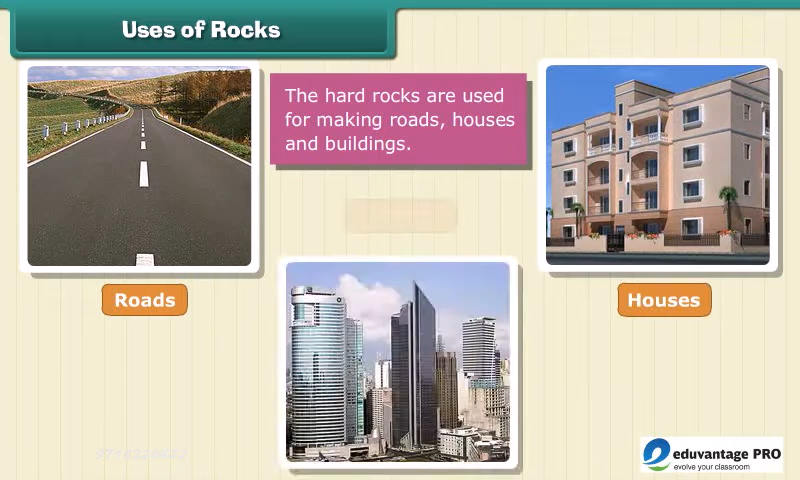 Uses of Rocks
The hard rocks are used
for making roads, houses
and buildings.
Roads
Houses
eduvantage PRO
evolve your classroom